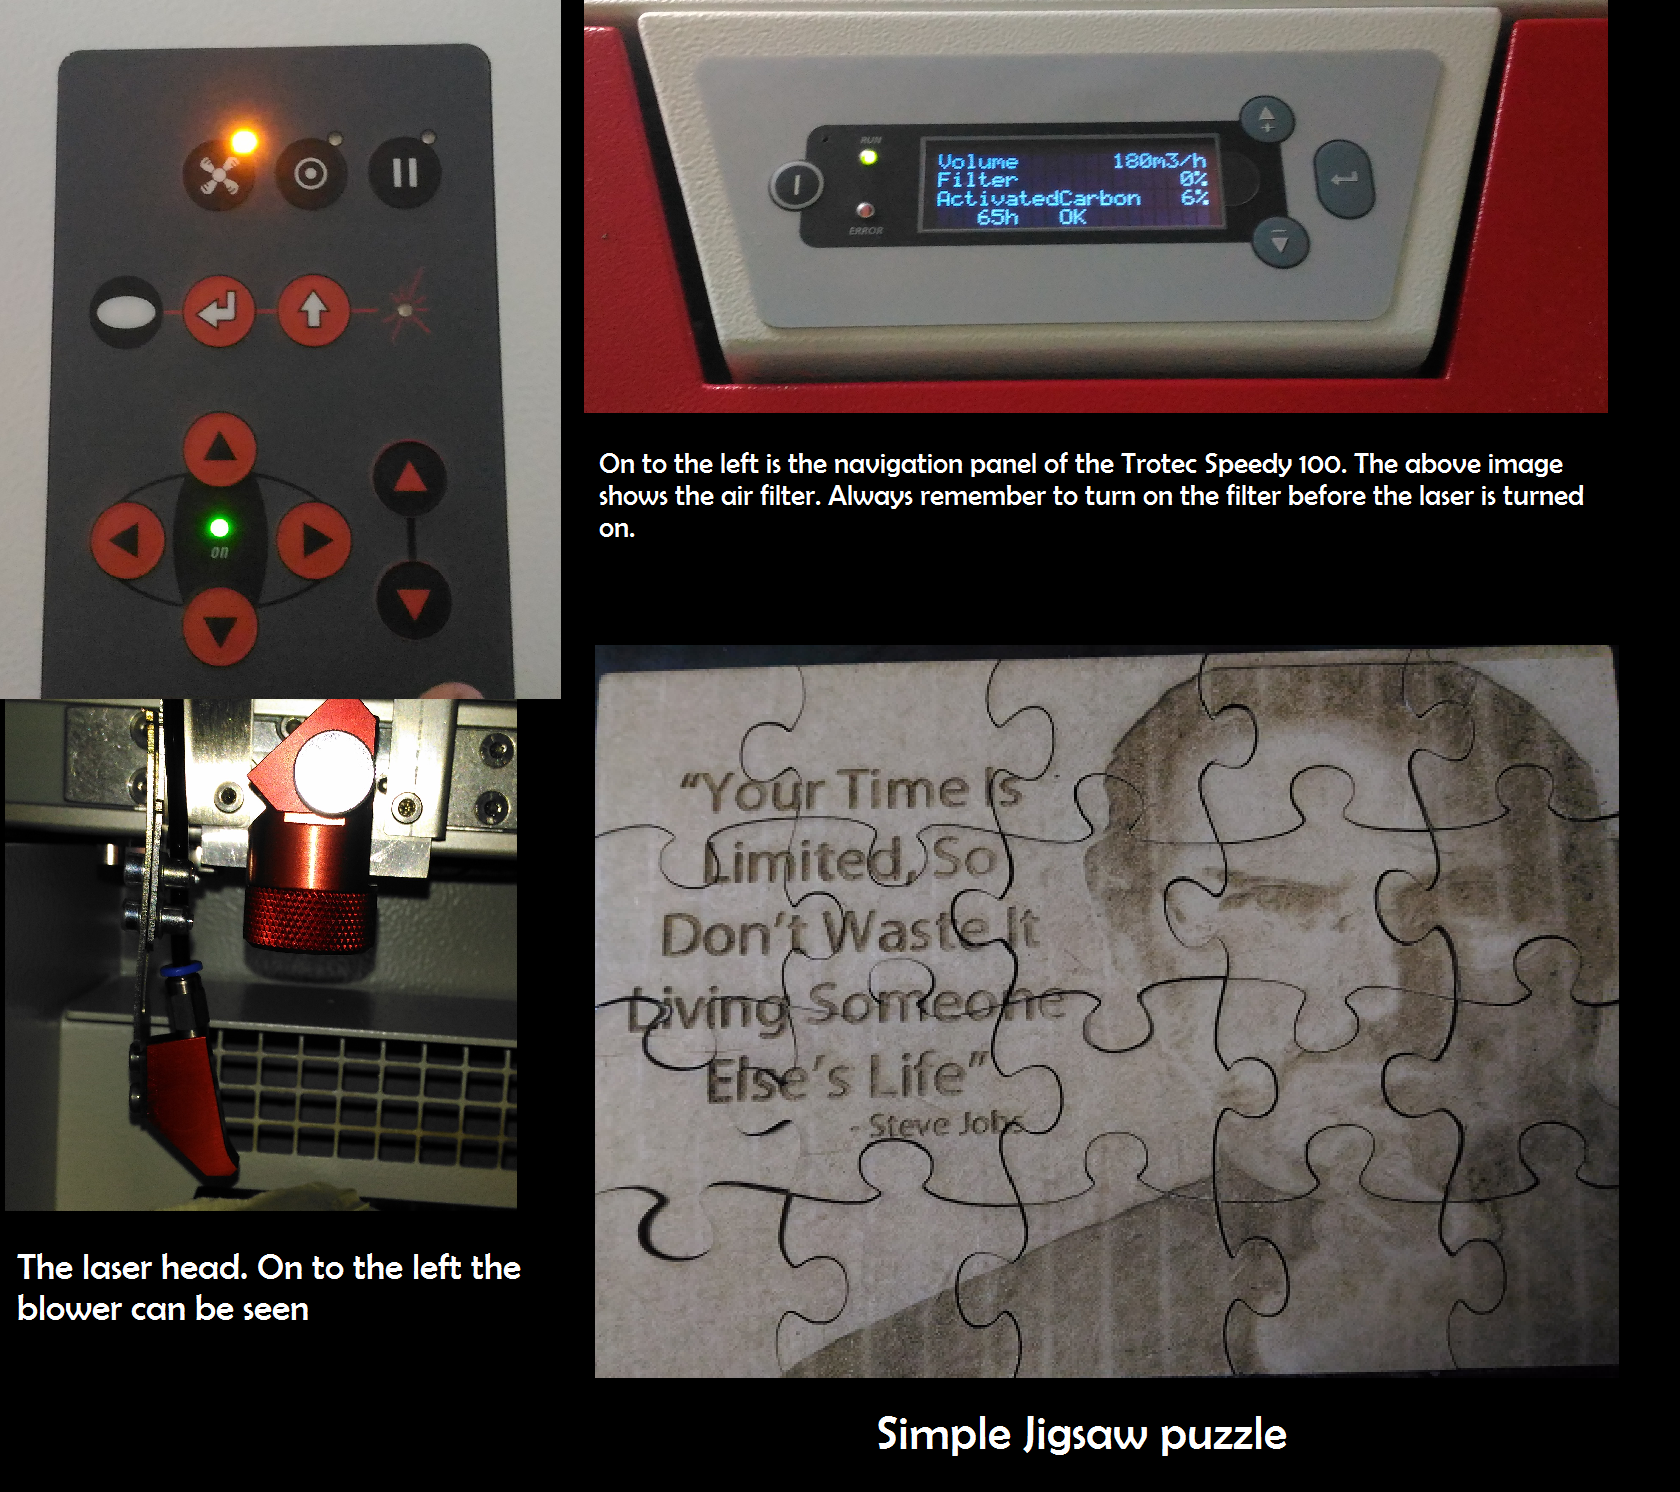 RUN
Volume 180m3/h
Filter 0%
ActivatedCarbon 6%
65h OK
ERROR
on
On to the left is the navigation panel of the Trotec Speedy 100. The above image
shows the air filter. Always remember to turn on the filter before the laser is turned
on.
“Your Time Is
Limited, So
Don’t Waste It
Living Someone
Else’s Life”
- Steve Jobs
The laser head. On to the left the
blower can be seen
Simple Jigsaw puzzle